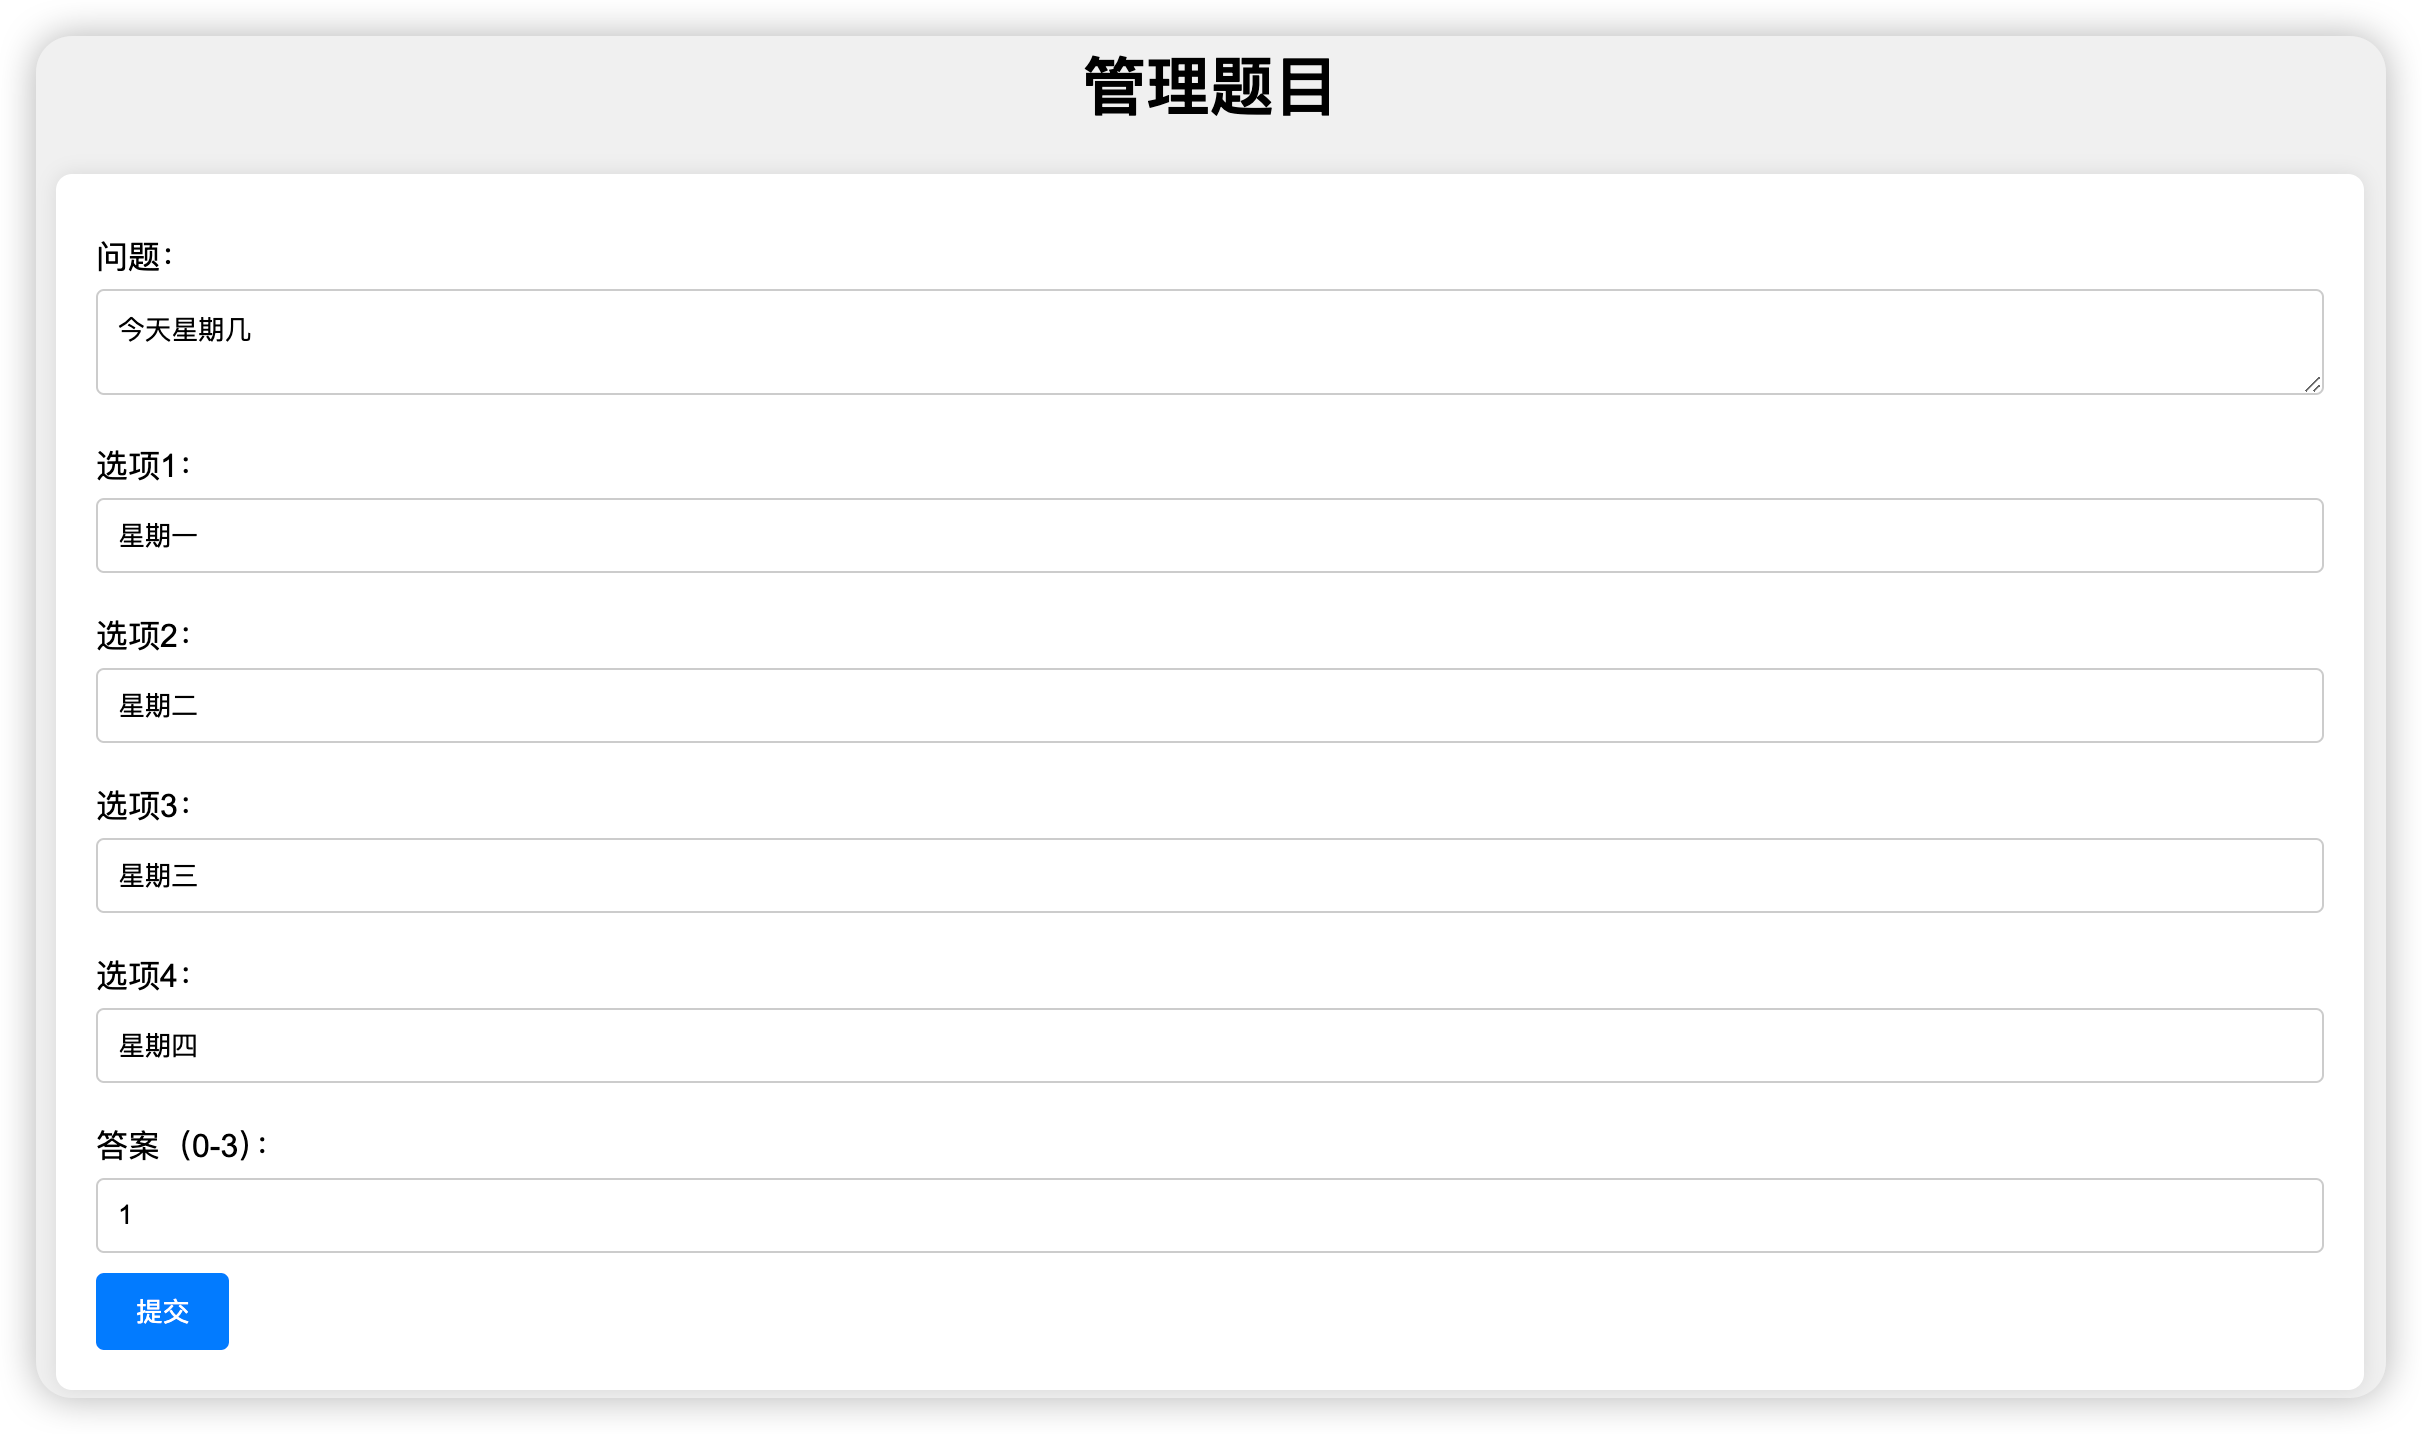 管理题目
问题：
今天星期几
选项1：
星期一
选项2：
星期二
选项3：
星期三
选项4：
星期四
答案（0-3）：
1
提交